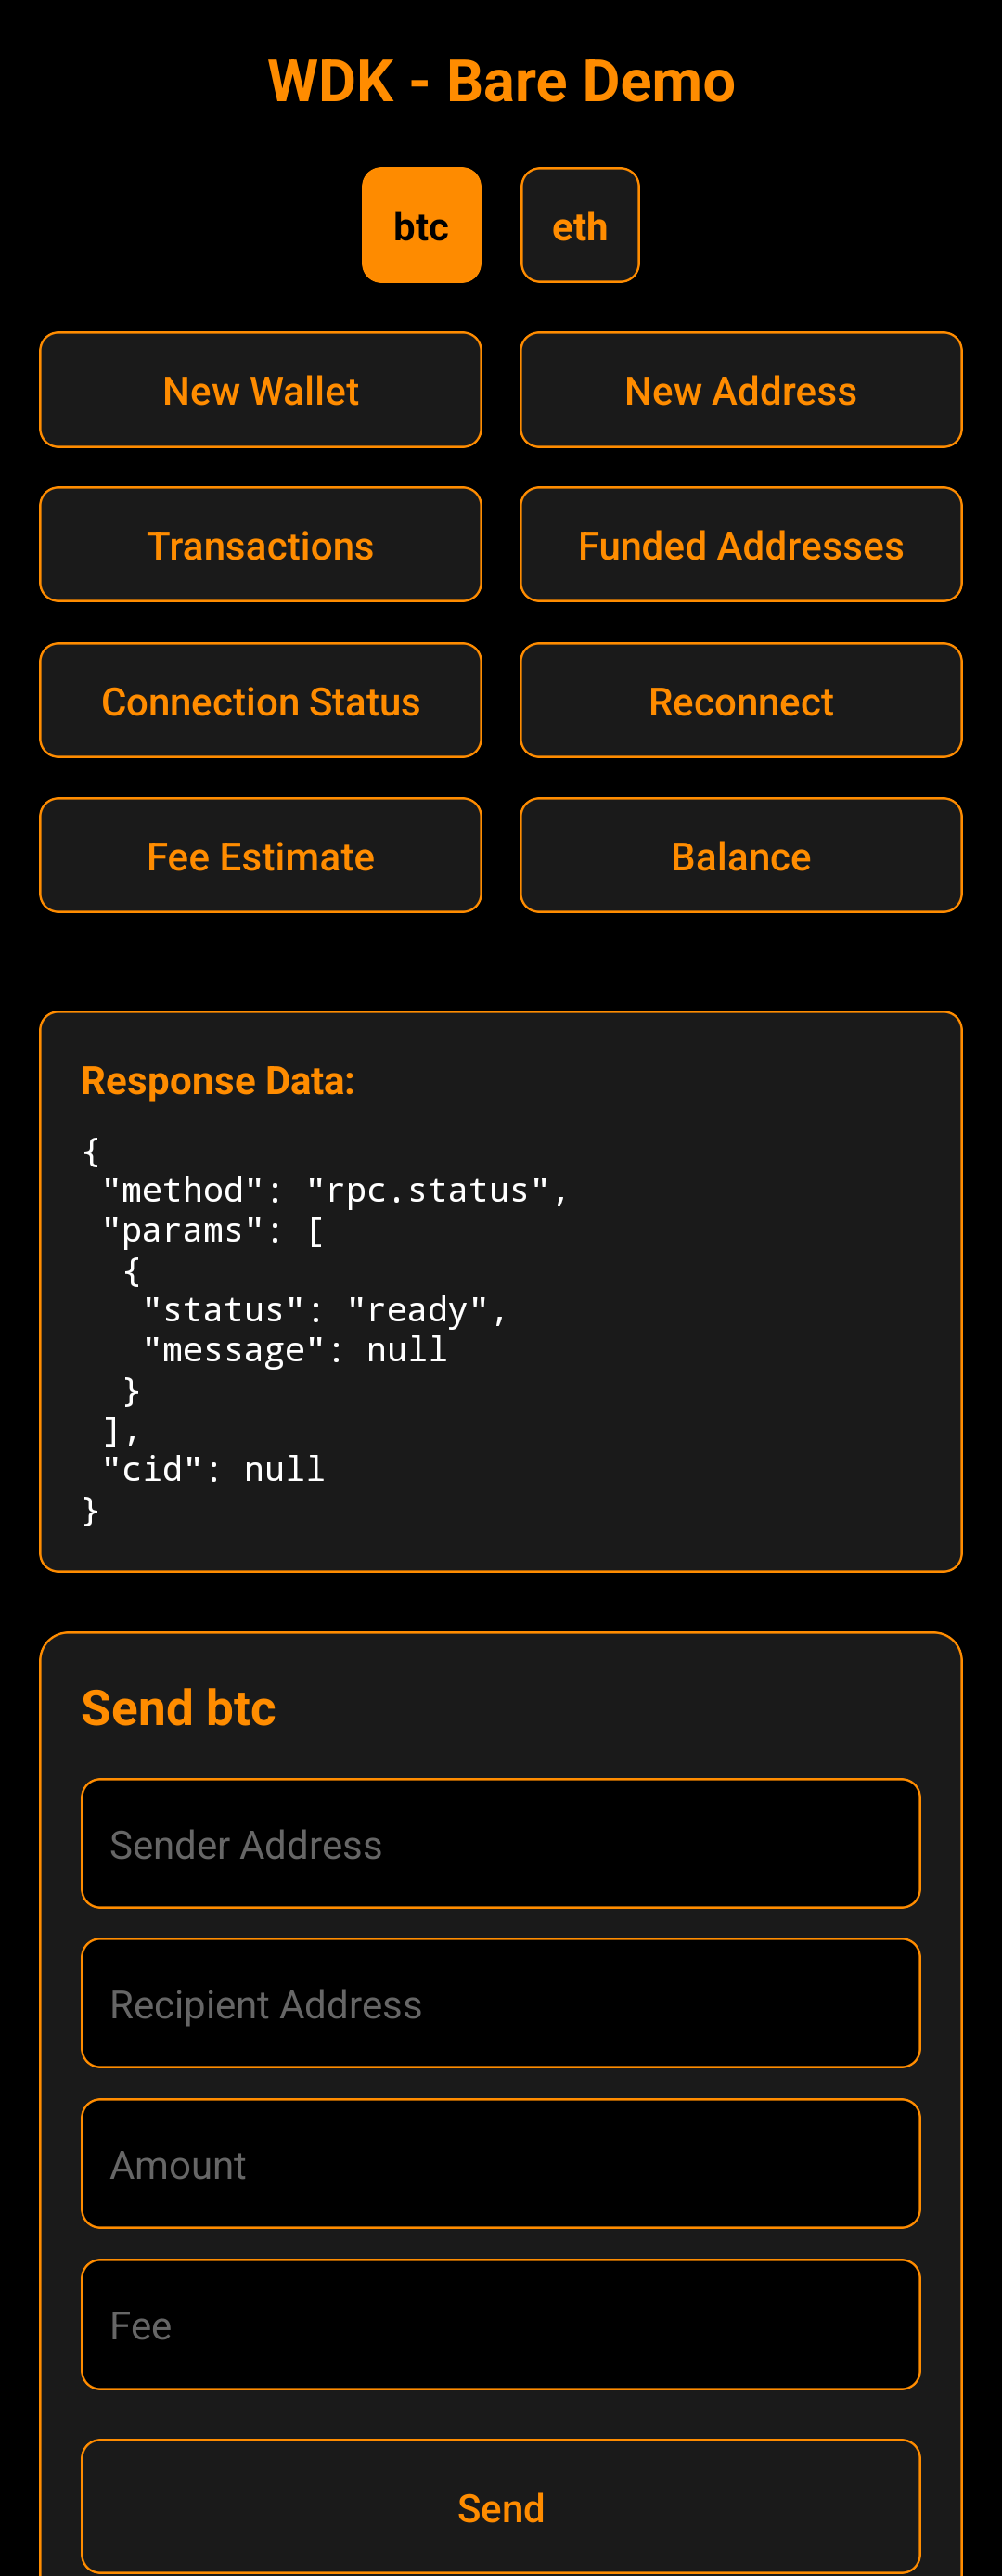 WDK - Bare Demo
btc
eth
New Wallet
New Address
Transactions
Funded Addresses
Connection Status
Reconnect
Fee Estimate
Balance
Response Data:
{
 "method": "rpc.status",
 "params": [
  {
   "status": "ready",
   "message": null
  }
 ],
 "cid": null
}
Send btc
Sender Address
Recipient Address
Amount
Fee
Send